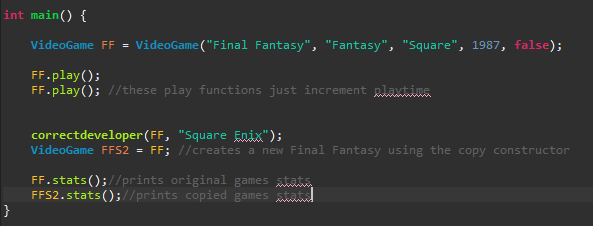 int main() {
VideoGame FF = VideoGame("Final Fantasy", "Fantasy", "Square", 1987, false);
FF.play();
FF.play(); //these play functions just increment playtime
correctdeveloper(FF, "Square Enix");
VideoGame FFS2 = FF; //creates a new Final Fantasy using the copy constructor
FF.stats();//prints original games stats
FFS2.stats();//prints copied games stats
}